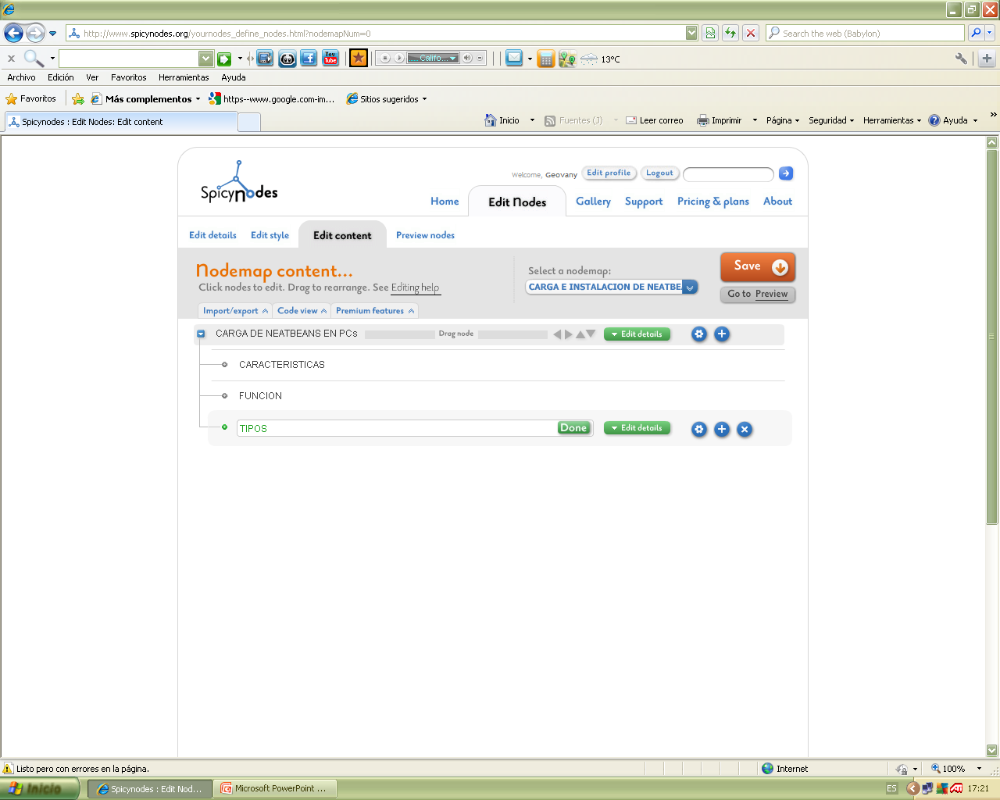 http://www.spicynodes.org/yournodes_define_nodes.html?nodemapNum=0
Search the web (Babylon)
You Tube
Califo...
13°C
Archivo Edición Ver Favoritos Herramientas Ayuda
Favoritos
Más complementos
https--www.google.com-im...
Sitios sugeridos
Spicynodes : Edit Nodes: Edit content
Inicio
Fuentes (J)
Leer correo
Imprimir
Página
Seguridad
Herramientas
Ayuda
Spicynodes
Welcome, Geovany
Edit profile
Logout
Home
Edit Nodes
Gallery
Support
Pricing & plans
About
Edit details
Edit style
Edit content
Preview nodes
Nodemap content...
Click nodes to edit. Drag to rearrange. See Editing help
Select a nodemap:
CARGA E INSTALACION DE NEATBE
Save
Go to Preview
Import/export
Code view
Premium features
CARGA DE NEATBEANS EN PCs
Drag node
Edit details
CARACTERISTICAS
FUNCION
TIPOS
Done
Edit details
Listo pero con errores en la página.
Internet
100%
Inicio
Spicynodes : Edit Nod...
Microsoft PowerPoint ...
ES
17:21